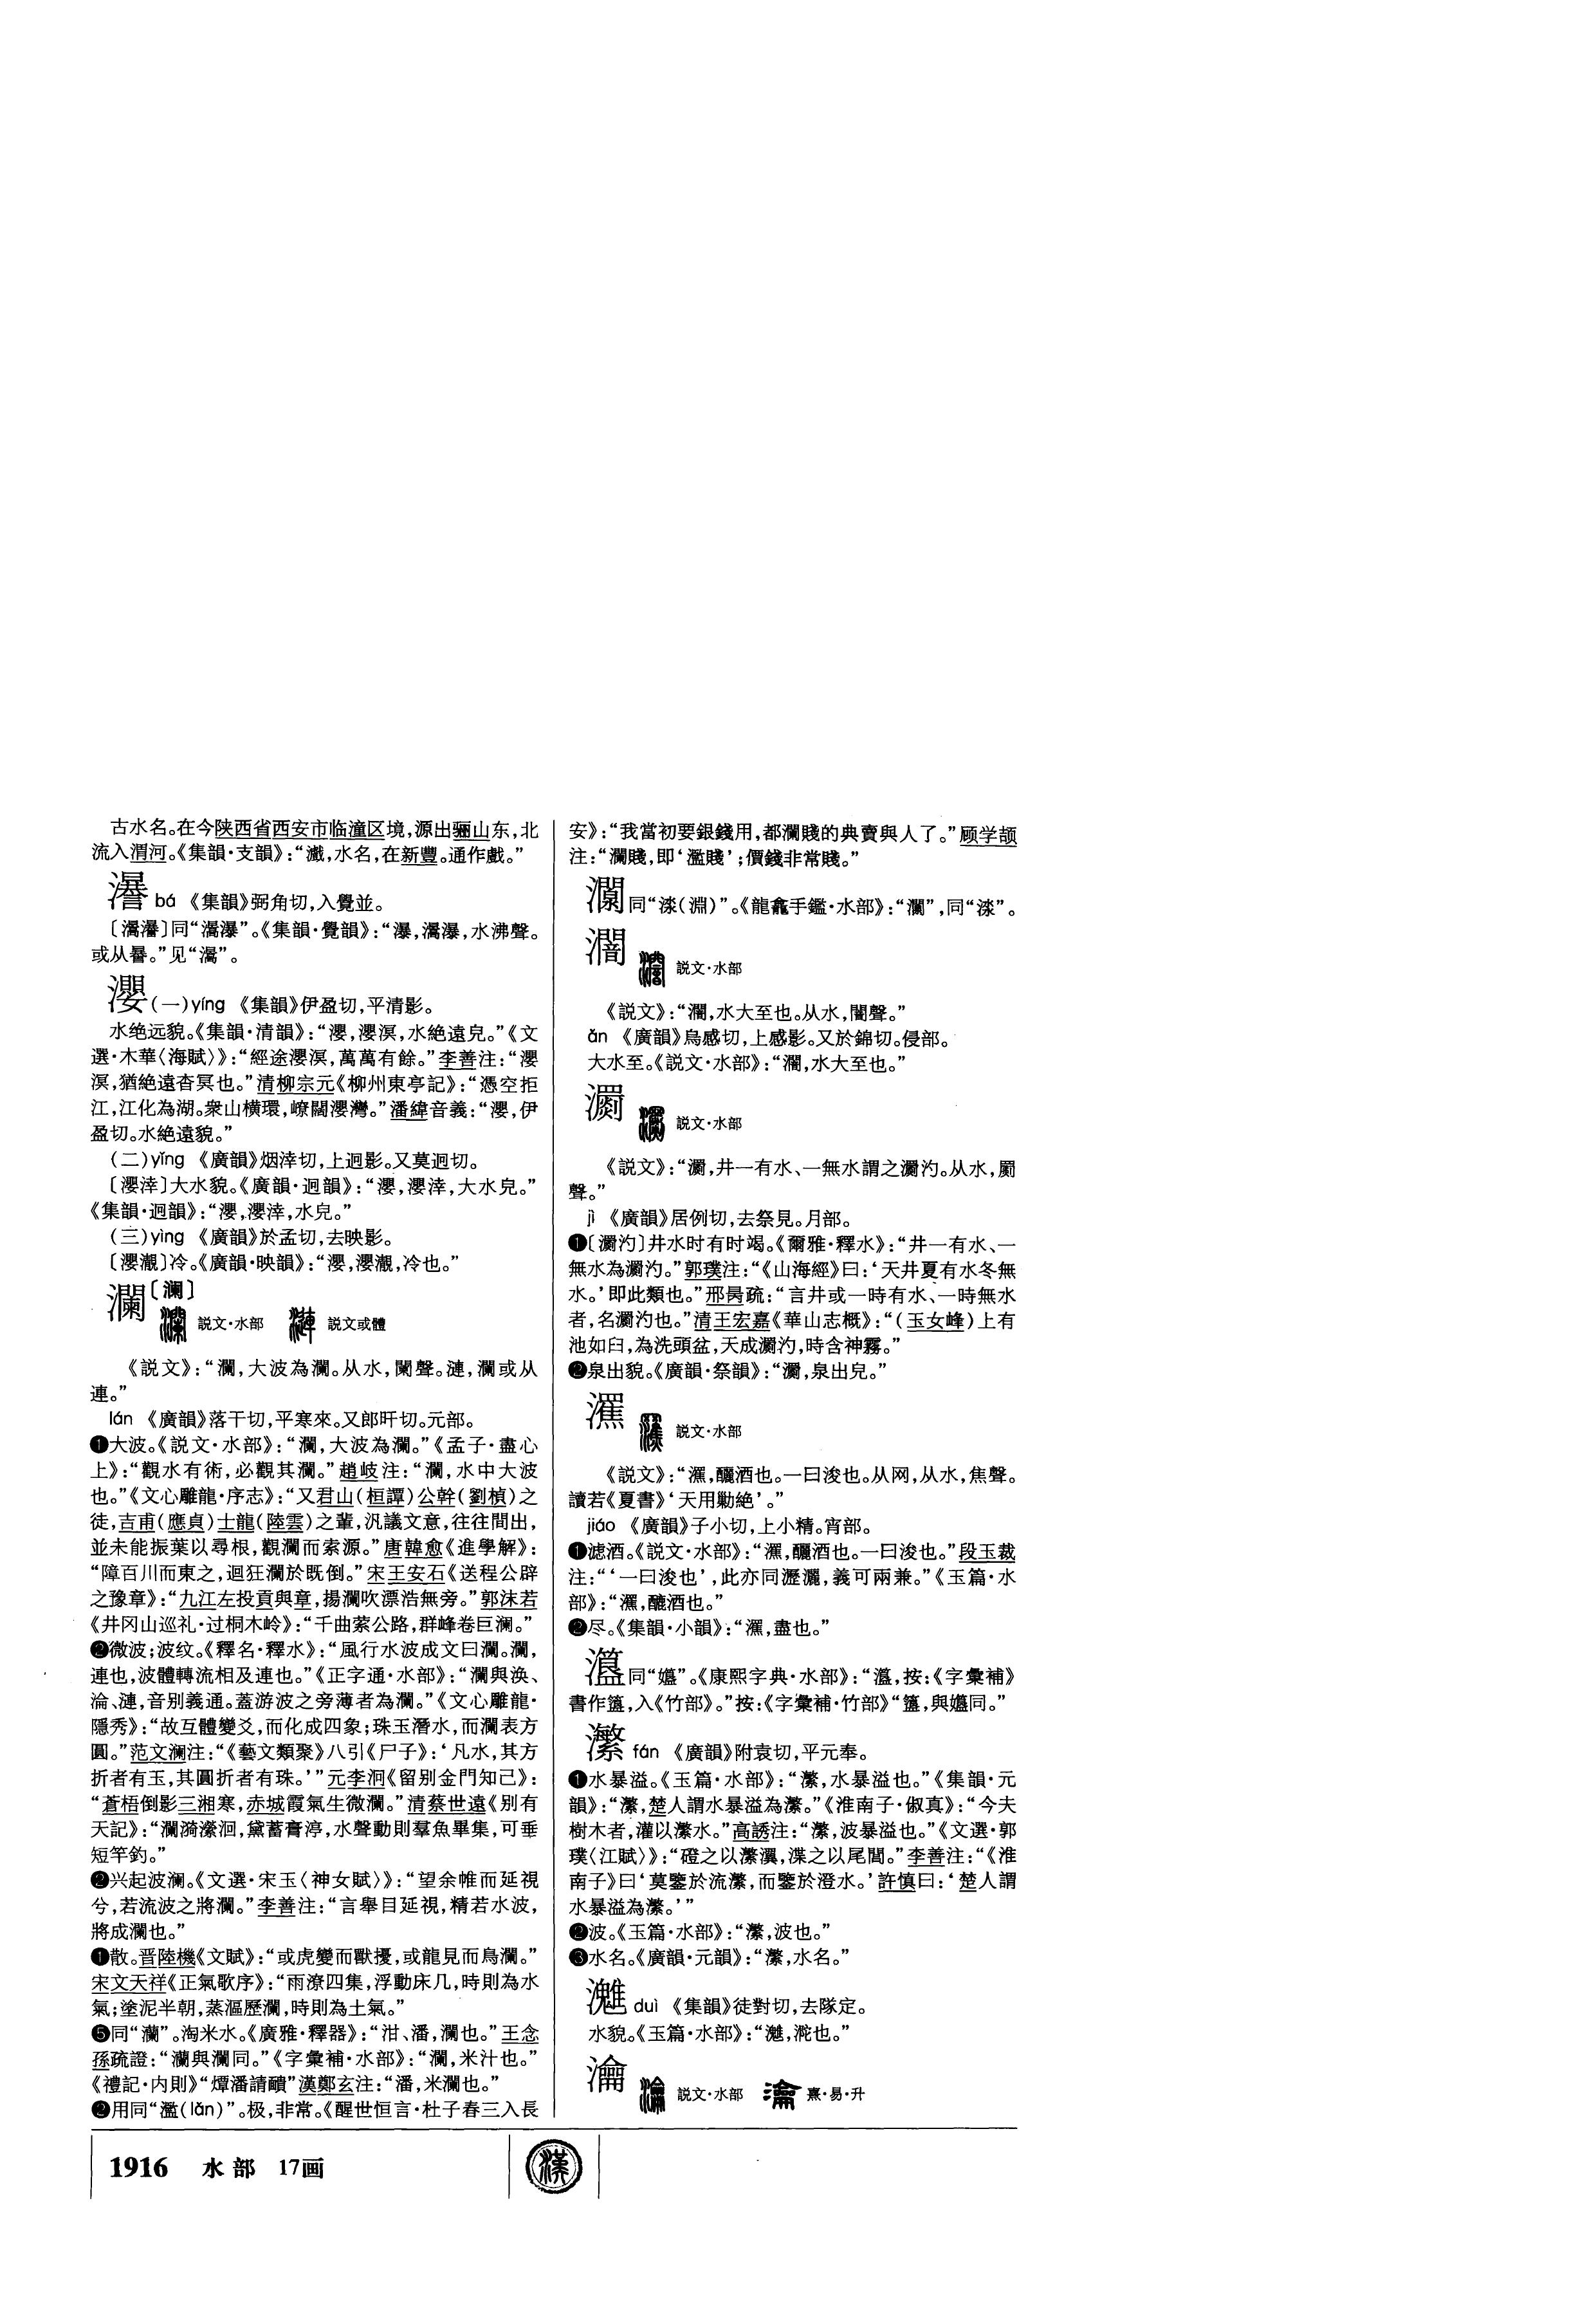 古水名。在今陕西省西安市临潼区境,源出骊山东,北
流入渭河。《集韻·支韻》:“灎,水名,在新豐。通作戲。”
bá 《集韻》弼角切,入覺並。
同“瀥瀑”。《集韻·覺韻》:“瀑,瀥瀑,水沸聲。
瀴(一)yíng 《集韻》伊盈切,平清影。
水绝远貌。《集韻·清韻》:“瀴,瀴溟,水絶遠皃。”《文
選·木華〈海賦〉》:“經途瀴溟,萬萬有餘。”李善注:“瀴
溟,猶絶遠杳冥也。”清柳宗元《柳州東亭記》:“憑空拒
江,江化為湖。衆山横環,嶛闊瀴灣。”潘緯音義:“瀴,伊
盈切。水絶遠貌。”
(二)yǐng 《廣韻》烟涬切,上迥影。又莫迥切。
〔瀴涬〕大水貌。《廣韻·迥韻》:“瀴,瀴涬,大水皃。”
《集韻·迥韻》:“瀴,瀴涬,水皃。”
(三)yìng 《廣韻》於孟切,去映影。
〔瀴瀙〕冷。《廣韻·映韻》:“瀴,瀴瀙,冷也。”
瀾〔澜〕
説文·水部 説文或體
《説文》:“瀾,大波為瀾。从水,闌聲。漣,瀾或从
連。”
lán 《廣韻》落干切,平寒來。又郎旰切。元部。
❶大波。《説文·水部》:“瀾,大波為瀾。”《孟子·盡心
上》:“觀水有術,必觀其瀾。”趙岐注:“瀾,水中大波
也。”《文心雕龍·序志》:“又君山(桓譚)公幹(劉楨)之
徒,吉甫(應貞)士龍(陸雲)之輩,汎議文意,往往間出,
並未能振葉以尋根,觀瀾而索源。”唐韓愈《進學解》:
“障百川而東之,迴狂瀾於既倒。”宋王安石《送程公辟
之豫章》:“九江左投貢與章,揚瀾吹漂浩無旁。”郭沫若
《井冈山巡礼·过桐木岭》:“千曲萦公路,群峰卷巨澜。”
❷微波;波纹。《釋名·釋水》:“風行水波成文曰瀾。瀾,
連也,波體轉流相及連也。”《正字通·水部》:“瀾與涣、
淪、漣,音别義通。蓋游波之旁薄者為瀾。”《文心雕龍·
隱秀》:“故互體變爻,而化成四象;珠玉潛水,而瀾表方
圓。”范文澜注:“《藝文類聚》八引《尸子》:‘凡水,其方
折者有玉,其圓折者有珠。’”元李泂《留别金門知己》:
“蒼梧倒影三湘寒,赤城霞氣生微瀾。”清蔡世遠《别有
天記》:“瀾漪瀠洄,黛蓄膏渟,水聲動則羣魚畢集,可垂
短竿釣。”
❷兴起波澜。《文選·宋玉〈神女賦〉》:“望余帷而延視
兮,若流波之將瀾。”李善注:“言舉目延視,精若水波,
將成瀾也。”
❶散。晋陸機《文賦》:“或虎變而獸擾,或龍見而鳥瀾。”
宋文天祥《正氣歌序》:“雨潦四集,浮動床几,時則為水
氣;塗泥半朝,蒸漚歷瀾,時則為土氣。”
❺同“灡”。淘米水。《廣雅·釋器》:“泔、潘,瀾也。”王念
孫疏證:“灡與瀾同。”《字彙補·水部》:“瀾,米汁也。”
《禮記·内則》“燂潘請靧”漢鄭玄注:“潘,米瀾也。”
❷用同“濫(lǎn)”。极,非常。《醒世恒言·杜子春三入長
安》:“我當初要銀錢用,都瀾賤的典賣與人了。”顾学颉
注:“瀾賤,即‘濫賤’;價錢非常賤。”
《龍龕手鑑·水部》
濶 説文·水部
《説文》:“水大至也。从水,闇聲。”
ǎn 《廣韻》烏感切,上感影。又於錦切。侵部。
大水至。《説文·水部》:“水大至也。”
灍 説文·水部
《説文》:“瀱,井一有水、一無水謂之瀱汋。从水,罽
聲。”
jì 《廣韻》居例切,去祭見。月部。
❶〔瀱汋〕井水时有时竭。《爾雅·釋水》:“井一有水、一
無水為瀱汋。”郭璞注:“《山海經》曰:‘天井夏有水冬無
水。’即此類也。”邢昺疏:“言井或一時有水、一時無水
者,名瀱汋也。”清王宏嘉《華山志概》:“(玉女峰)上有
池如臼,為洗頭盆,天成瀱汋,時含神霧。”
❷泉出貌。《廣韻·祭韻》:“瀱,泉出皃。”
灂 説文·水部
《説文》:“釃酒也。一曰浚也。从网,从水,焦聲。
讀若《夏書》‘天用勦絶’。”
jiáo 《廣韻》子小切,上小精。宵部。
❶滤酒。《説文·水部》:“釃酒也。一曰浚也。”段玉裁
注:“‘一曰浚也’,此亦同瀝灑,義可兩兼。”《玉篇·水
部》:“漉酒也。”
❷尽。《集韻·小韻》:“盡也。”
《康熙字典·水部》:“按:《字彙補》
書作,入《竹部》。”按:《字彙補·竹部》
瀿 fán 《廣韻》附袁切,平元奉。
❶水暴溢。《玉篇·水部》:“瀿,水暴溢也。”《集韻·元
韻》:“瀿,楚人謂水暴溢為瀿。”《淮南子·俶真》:“今夫
樹木者,灌以瀿水。”高誘注:“瀿,波暴溢也。”《文選·郭
璞〈江賦〉》:“磴之以瀿瀷,渫之以尾閭。”李善注:“《淮
南子》曰‘莫鑒於流瀿,而鑒於澄水。’許慎曰:‘楚人謂
水暴溢為瀿。’”
❷波。《玉篇·水部》:“瀿,波也。”
❸水名。《廣韻·元韻》:“瀿,水名。”
duì 《集韻》徒對切,去隊定。
水貌。《玉篇·水部》
瀹 説文·水部 熹·易·升
1916 水部 17画
漢